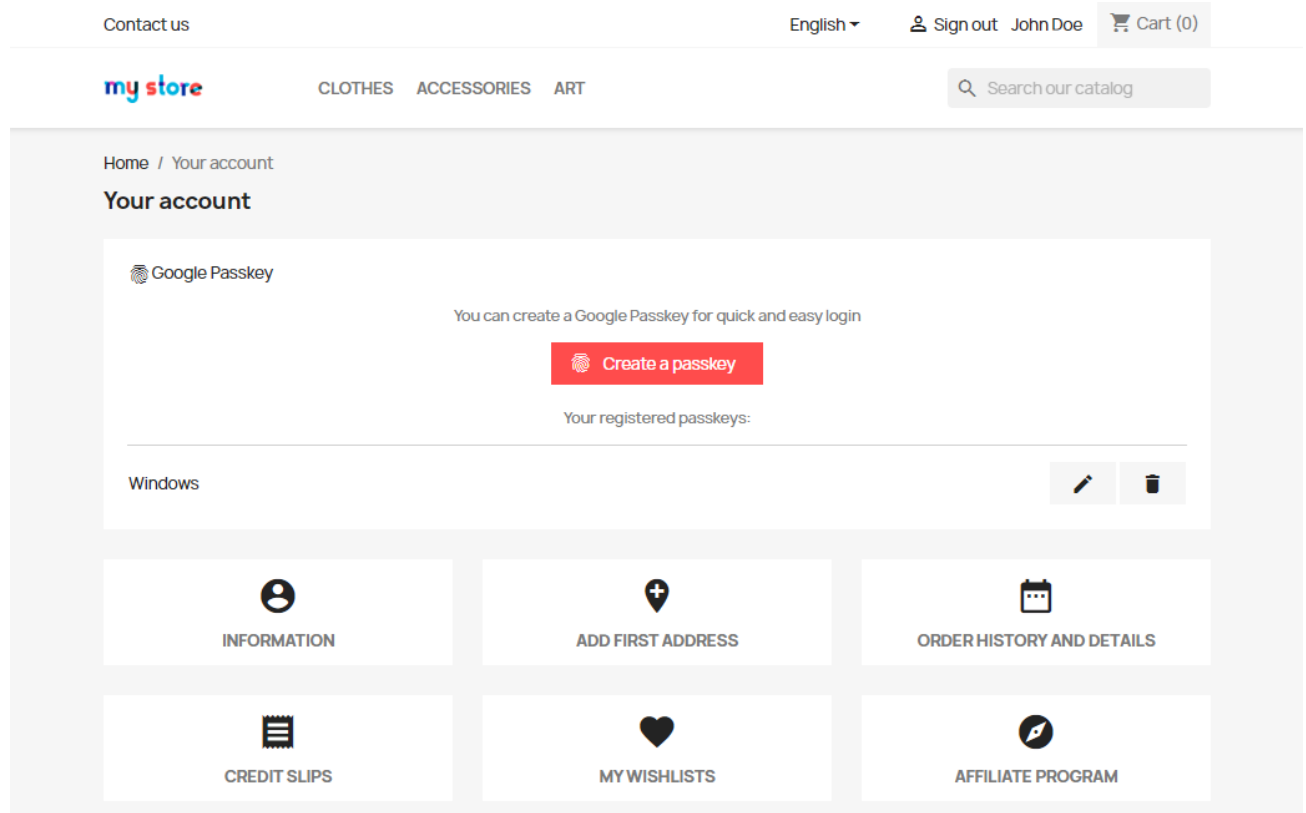 Contact us English Sign out John Doe Cart (0)
my store CLOTHES ACCESSORIES ART Search our catalog
Home / Your account
Your account
Google Passkey
You can create a Google Passkey for quick and easy login
Create a passkey
Your registered passkeys:
Windows
INFORMATION ADD FIRST ADDRESS ORDER HISTORY AND DETAILS
CREDIT SLIPS MY WISHLISTS AFFILIATE PROGRAM